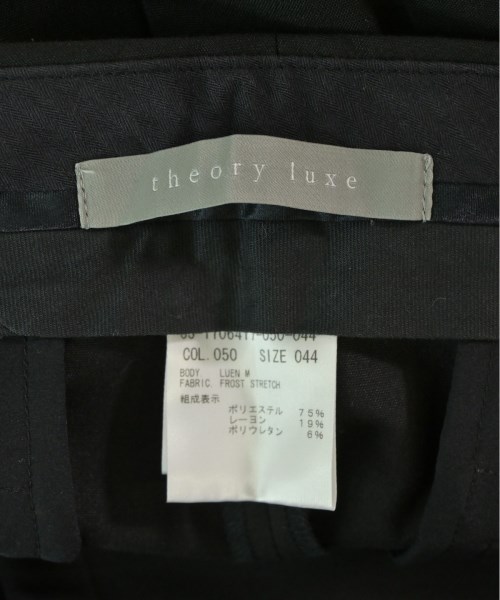 theory luxe
COL.050 SIZE 044
BODY. LUEN M
FABRIC. FROST STRETCH
組成表示
ポリエステル 75%
レーヨン 19%
ポリウレタン 6%